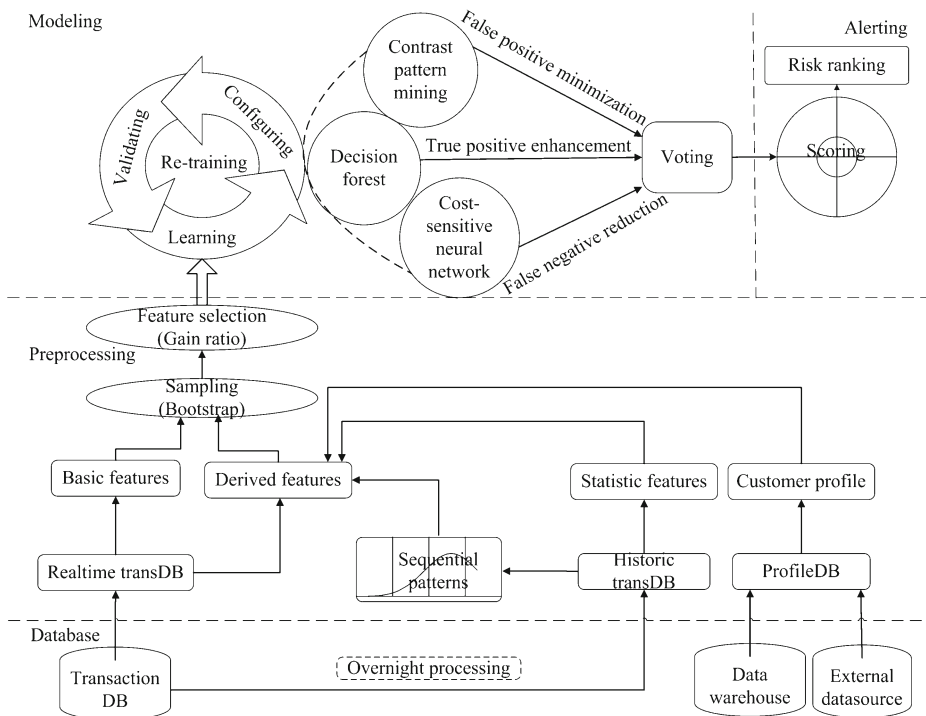 Modeling
Alerting
Contrast
pattern
mining
False positive minimization
Risk ranking
Validating
Configuring
Re-training
Learning
Decision
forest
True positive enhancement
Voting
Scoring
Cost-
sensitive
neural
network
False negative reduction
Feature selection
(Gain ratio)
Preprocessing
Sampling
(Bootstrap)
Basic features
Derived features
Statistic features
Customer profile
Realtime transDB
Sequential
patterns
Historic
transDB
ProfileDB
Database
Transaction
DB
Overnight processing
Data
warehouse
External
datasource